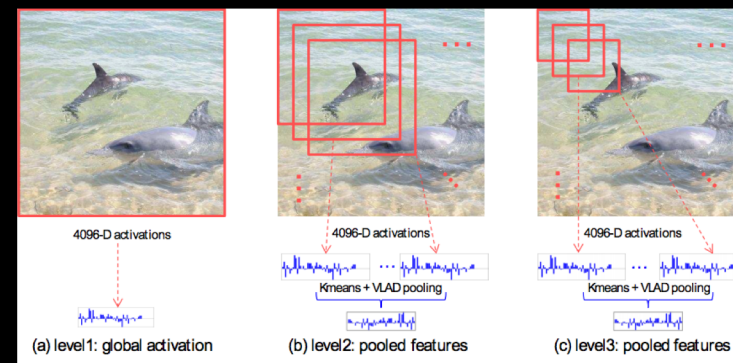 4096-D activations
(a) level1: global activation
4096-D activations
Kmeans + VLAD pooling
(b) level2: pooled features
4096-D activations
Kmeans + VLAD pooling
(c) level3: pooled features